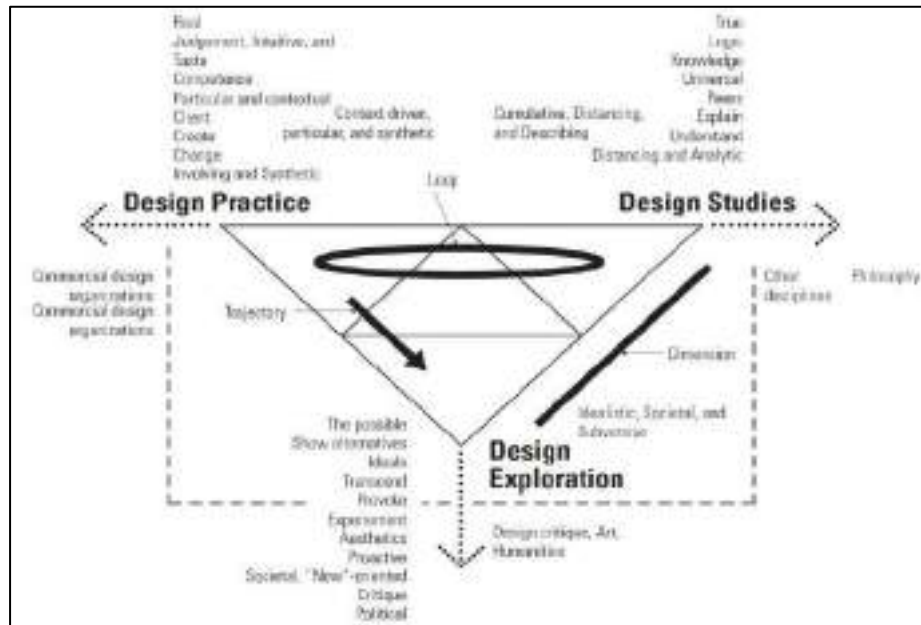 Real
Judgement, Intuitive, and
Taste
Competence
Particular and contextual
Client
Create
Change
Involving and Synthetic
Context driven,
particular, and synthetic
Cumulative, Distancing,
and Describing
True
Logic
Knowledge
Universal
Peers
Explain
Understand
Distancing and Analytic
Loop
Design Practice
Design Studies
Commercial design
organizations
Commercial design
organizations
Other
disciplines
Philosophy
Trajectory
Dimension
Idealistic, Societal, and
Subversive
The possible
Show alternatives
Ideals
Transcend
Provoke
Experiment
Aesthetics
Proactive
Societal, "Now"-oriented
Critique
Political
Design
Exploration
Design critique, Art,
Humanities